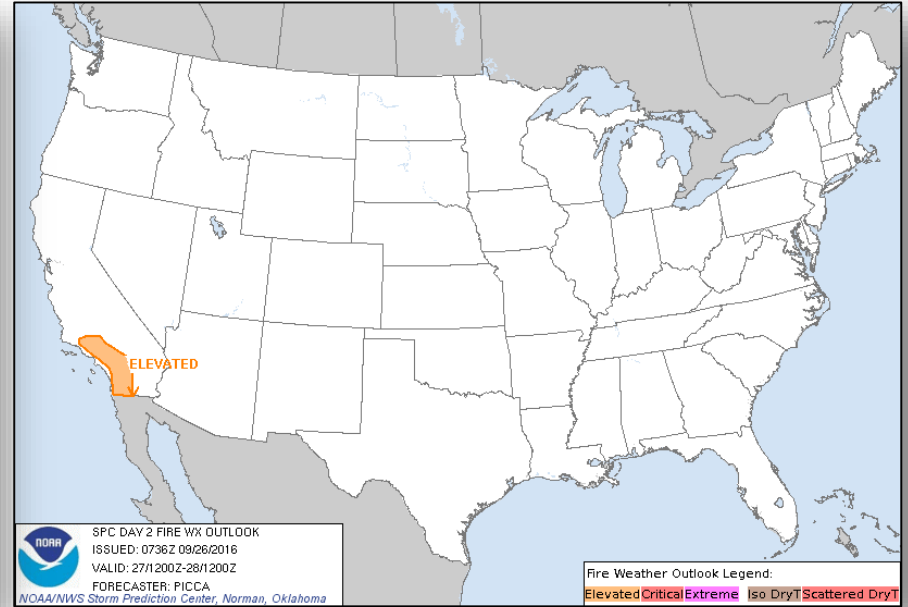 ELEVATED
NOAA
SPC DAY 2 FIRE WX OUTLOOK
ISSUED: 0736Z 09/26/2016
VALID: 27/1200Z-28/1200Z
FORECASTER: PICCA
NOAA/NWS Storm Prediction Center, Norman, Oklahoma
Fire Weather Outlook Legend:
Elevated Critical Extreme Iso DryT Scattered DryT